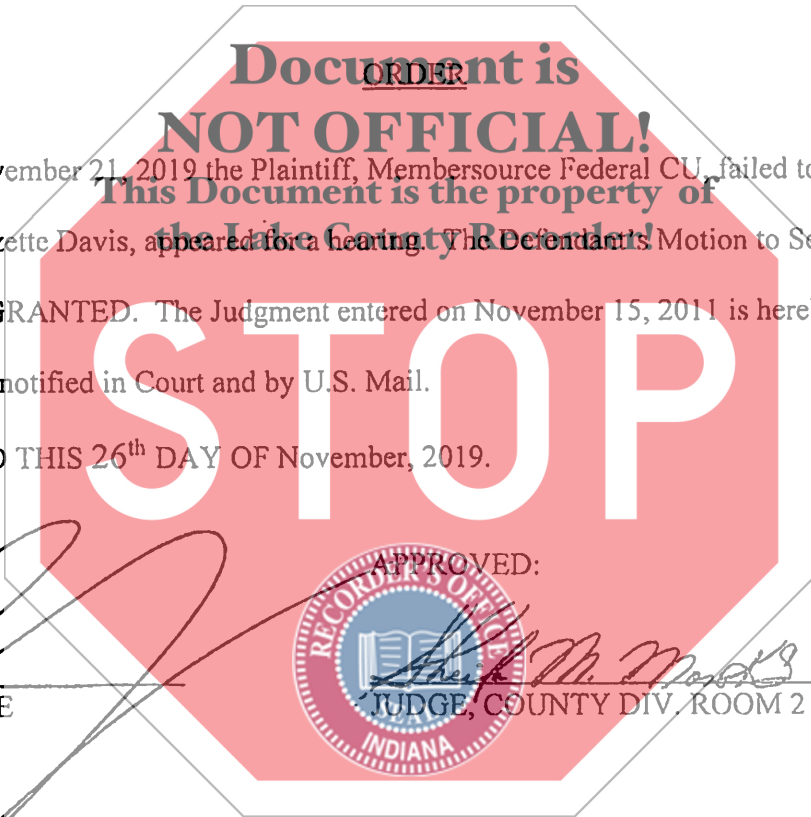 Document is
ORDER
NOT OFFICIAL!
vember 21, 2019 the Plaintiff, Membersource Federal CU, failed to
This Document is the property of
the Lake County Recorder!
zette Davis, appeared for a hearing. The Defendant's Motion to Se
GRANTED. The Judgment entered on November 15, 2011 is here
STOP
notified in Court and by U.S. Mail.
THIS 26th DAY OF November, 2019.
APPROVED:
RECORDER'S OFFICE
E
JUDGE, COUNTY DIV. ROOM 2
INDIANA